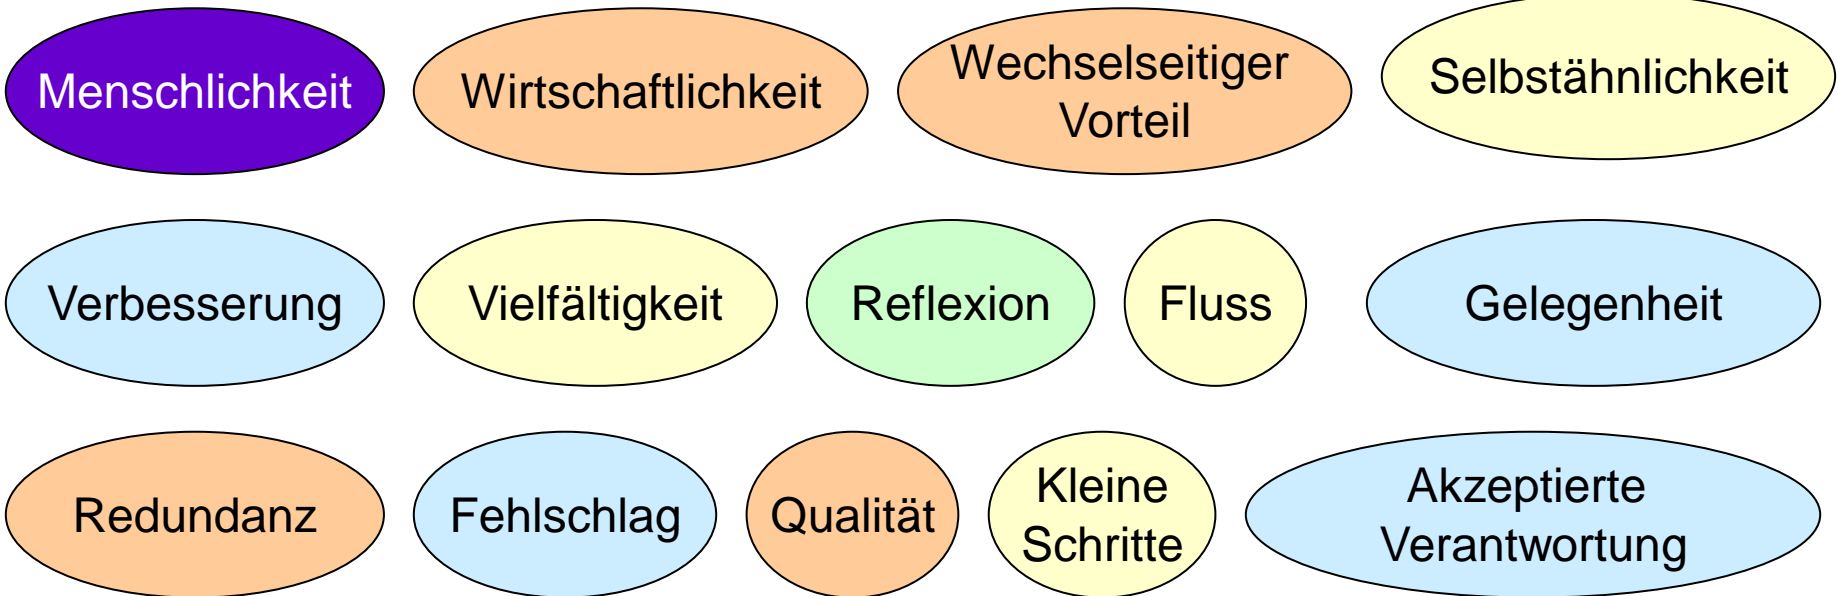 Menschlichkeit
Wirtschaftlichkeit
Wechselseitiger
Vorteil
Selbstähnlichkeit
Verbesserung
Vielfältigkeit
Reflexion
Fluss
Gelegenheit
Redundanz
Fehlschlag
Qualität
Kleine
Schritte
Akzeptierte
Verantwortung